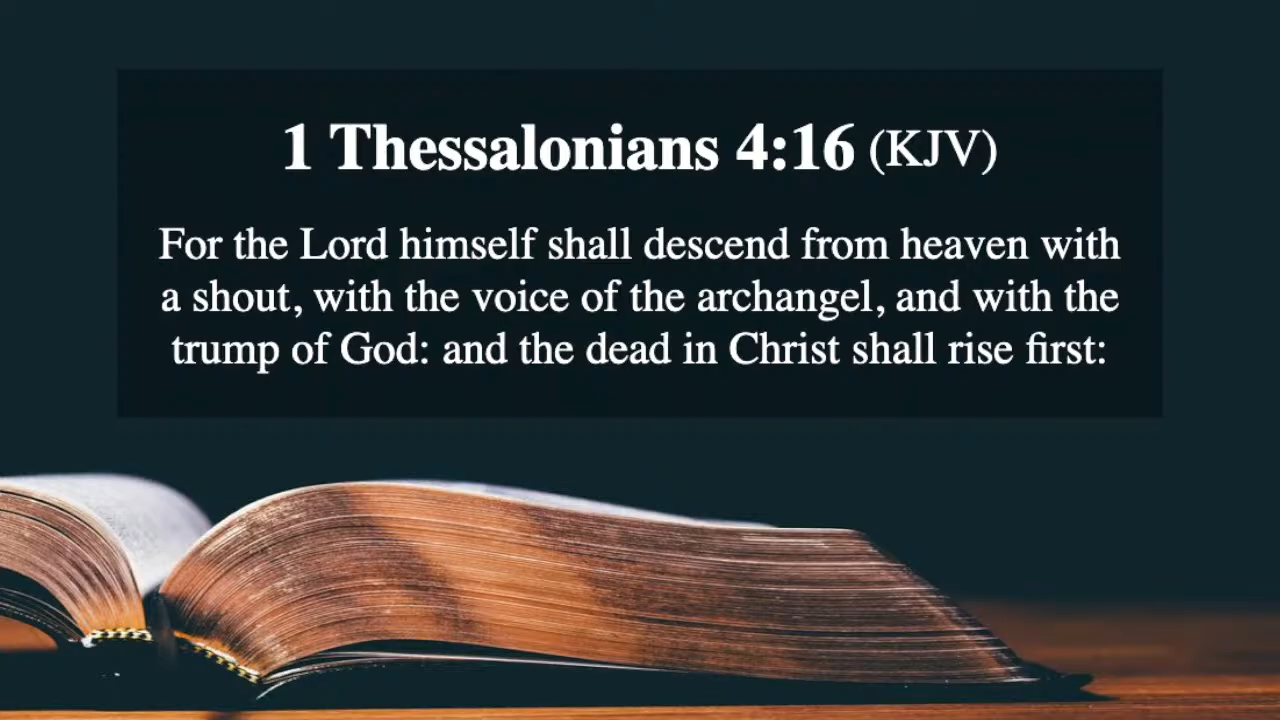 1 Thessalonians 4:16 (KJV)
For the Lord himself shall descend from heaven with
a shout, with the voice of the archangel, and with the
trump of God: and the dead in Christ shall rise first: